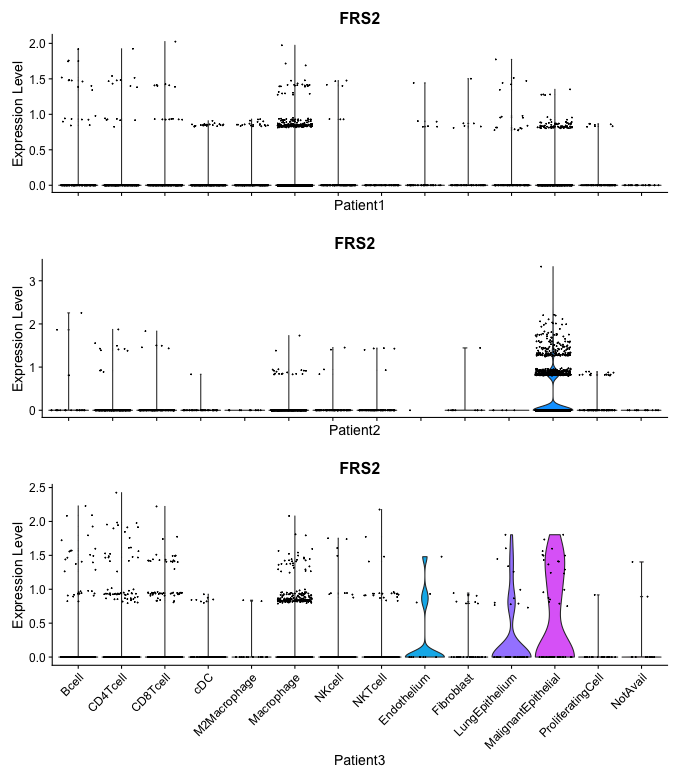 FRS2
Expression Level
2.0
1.5
1.0
0.5
0.0
Patient1
FRS2
Expression Level
3
2
1
0
Patient2
FRS2
Expression Level
2.5
2.0
1.5
1.0
0.5
0.0
Bcell
CD4Tcell
CD8Tcell
cDC
M2Macrophage
Macrophage
NKcell
NKTcell
Endothelium
Fibroblast
LungEpithelium
MalignantEpithelial
ProliferatingCell
NotAvail
Patient3